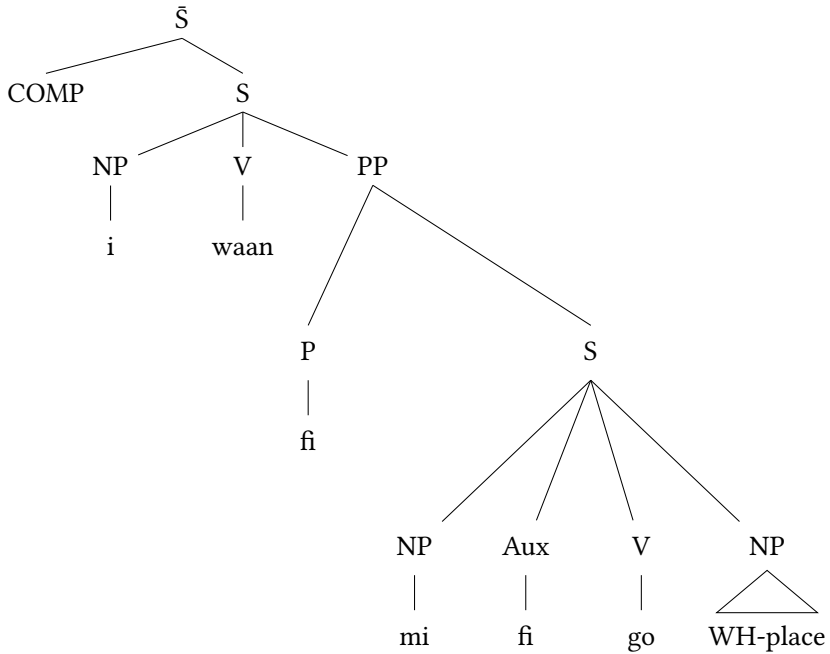 S̄
COMP S
NP V PP
i waan
P S
fi
NP Aux V NP
mi fi go WH-place